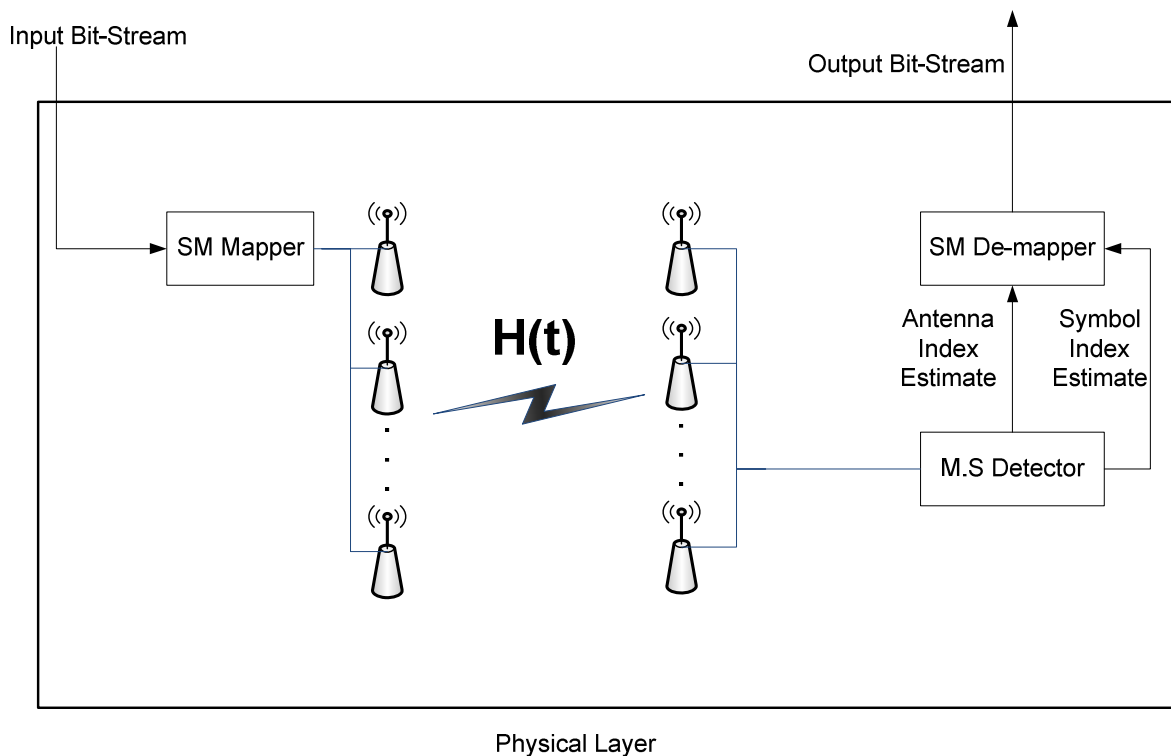 Input Bit-Stream
Output Bit-Stream
SM Mapper
SM De-mapper
H(t)
Antenna
Index
Estimate
Symbol
Index
Estimate
M.S Detector
Physical Layer